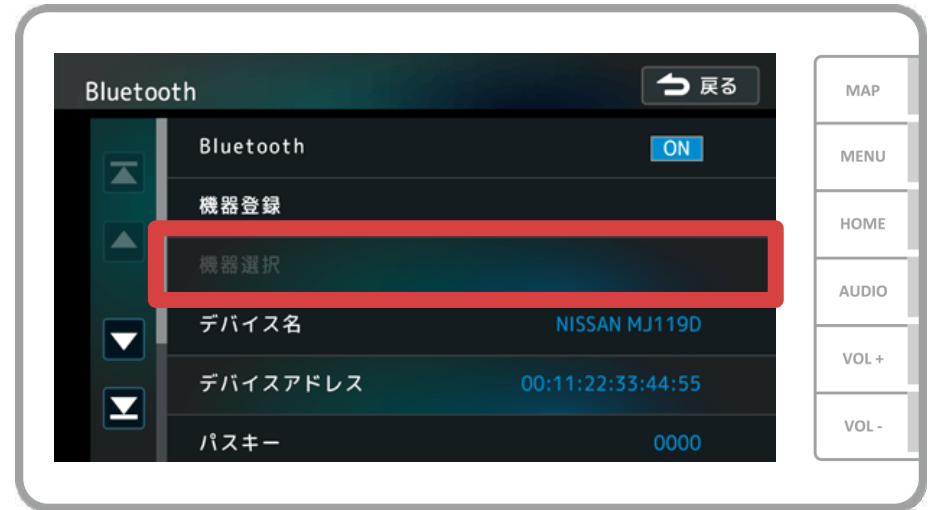 Bluetooth
戻る
Bluetooth ON
機器登録
機器選択
デバイス名 NISSAN MJ119D
デバイスアドレス 00:11:22:33:44:55
パスキー 0000
MAP
MENU
HOME
AUDIO
VOL +
VOL -